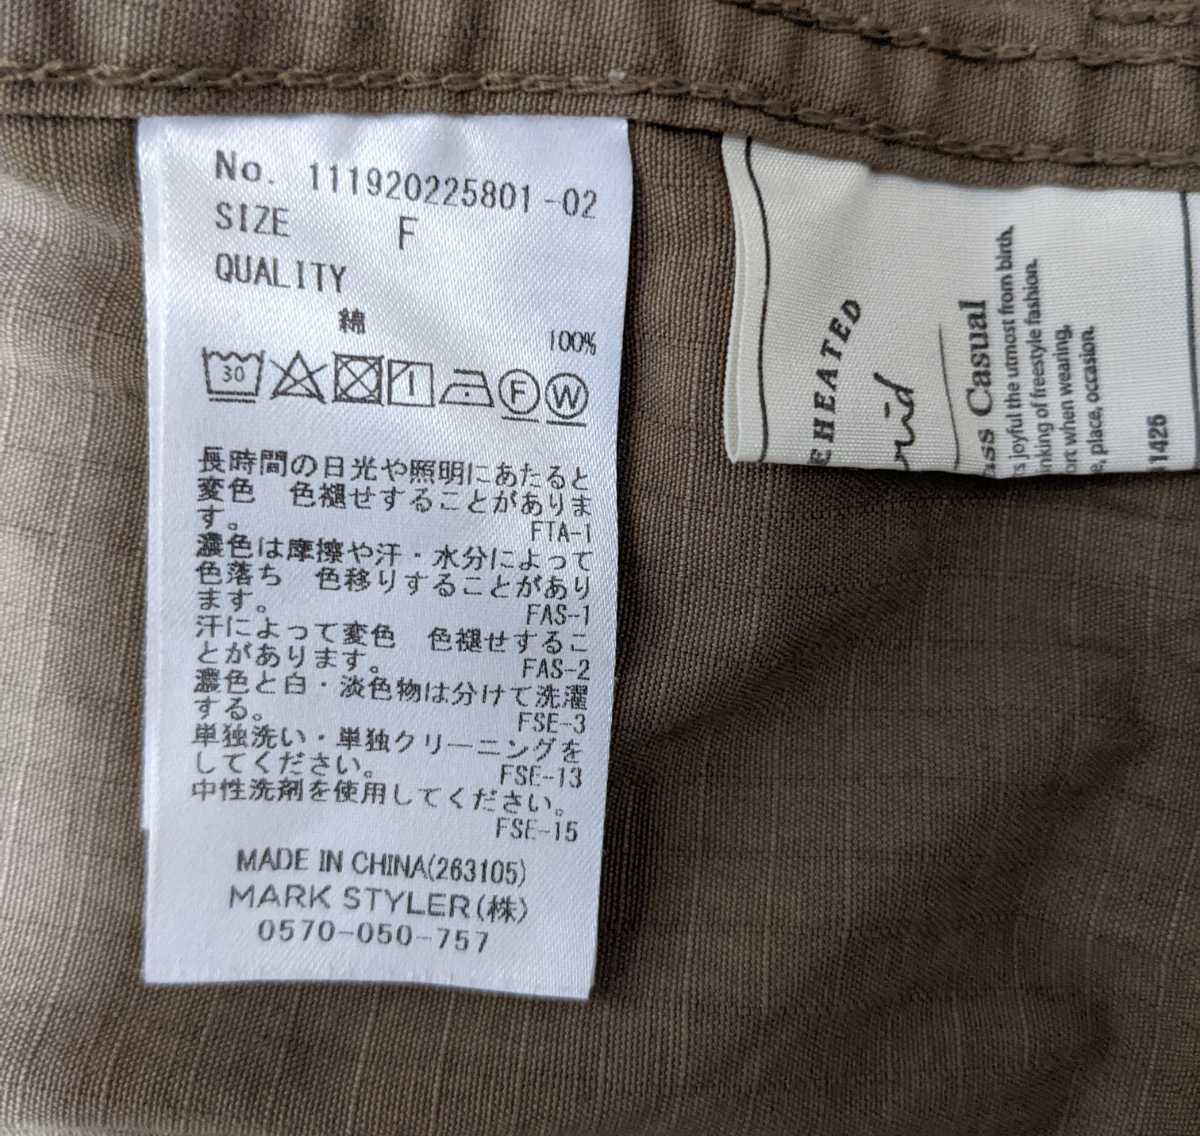 No. 111920225801-02
SIZE F
QUALITY
綿
100%
30 F W
長時間の日光や照明にあたると
変色 色褪せすることがありま
す。 FTA-1
濃色は摩擦や汗・水分によって
色落ち 色移りすることがあり
ます。 FAS-1
汗によって変色 色褪せするこ
とがあります。 FAS-2
濃色と白・淡色物は分けて洗濯
する。 FSE-3
単独洗い・単独クリーニングを
してください。 FSE-13
中性洗剤を使用してください。
FSE-15
MADE IN CHINA(263105)
MARK STYLER(株)
0570-050-757
E HEATED
ass Casual
rs joyful the utmost from birth,
nking of freestyle fashion.
ort when wearing,
e, place, occasion.
1425